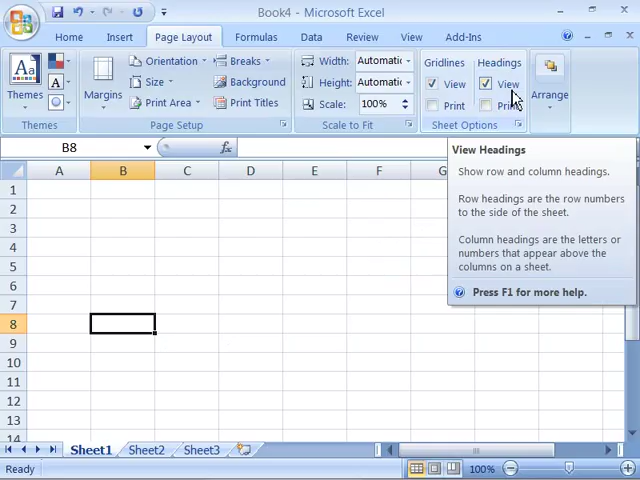 Book4 - Microsoft Excel
Home Insert Page Layout Formulas Data Review View Add-Ins
Themes
Themes
Margins
Orientation
Size
Print Area
Breaks
Background
Print Titles
Page Setup
Width: Automatic
Height: Automatic
Scale: 100%
Scale to Fit
Gridlines
View
Print
Headings
View
Print
Sheet Options
Arrange
B8
fx
A B C D E F G
1
2
3
4
5
6
7
8
9
10
11
12
13
14
View Headings
Show row and column headings.
Row headings are the row numbers
to the side of the sheet.
Column headings are the letters or
numbers that appear above the
columns on a sheet.
Press F1 for more help.
Sheet1 Sheet2 Sheet3
Ready
100%